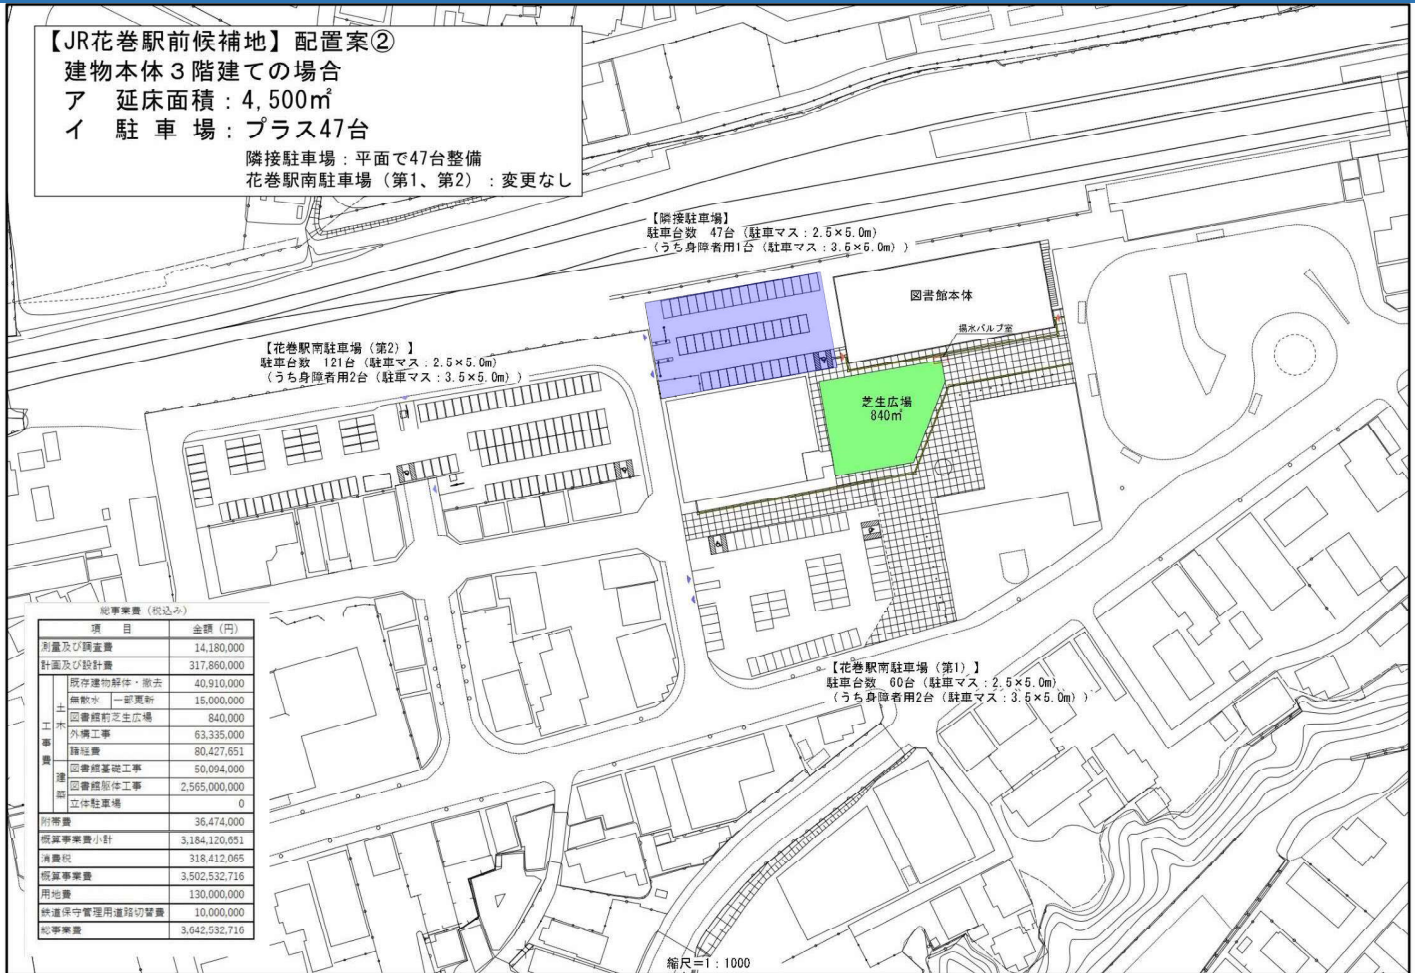 【JR花巻駅前候補地】配置案②
建物本体3階建ての場合
ア 延床面積:4,500㎡
イ 駐車場:プラス47台
隣接駐車場:平面で47台整備
花巻駅南駐車場(第1、第2):変更なし
【隣接駐車場】
駐車台数 47台(駐車マス:2.5×5.0m)
(うち身障者用1台(駐車マス:3.5×5.0m))
図書館本体
揚水バルブ室
【花巻駅南駐車場(第2)】
駐車台数 121台(駐車マス:2.5×5.0m)
(うち身障者用2台(駐車マス:3.5×5.0m))
芝生広場
840㎡
【花巻駅南駐車場(第1)】
駐車台数 60台(駐車マス:2.5×5.0m)
(うち身障者用2台(駐車マス:3.5×5.0m))
総事業費(税込み)
項 目 金額(円)
測量及び調査費 14,180,000
計画及び設計費 317,860,000
工事費
土木
既存建物解体・撤去 40,910,000
無散水 一部更新 15,000,000
図書館前芝生広場 840,000
外構工事 63,335,000
諸経費 80,427,651
建築
図書館基礎工事 50,094,000
図書館躯体工事 2,565,000,000
立体駐車場 0
附帯費 36,474,000
概算事業費小計 3,184,120,651
消費税 318,412,065
概算事業費 3,502,532,716
用地費 130,000,000
鉄道保守管理用道路切替費 10,000,000
総事業費 3,642,532,716
縮尺=1:1000